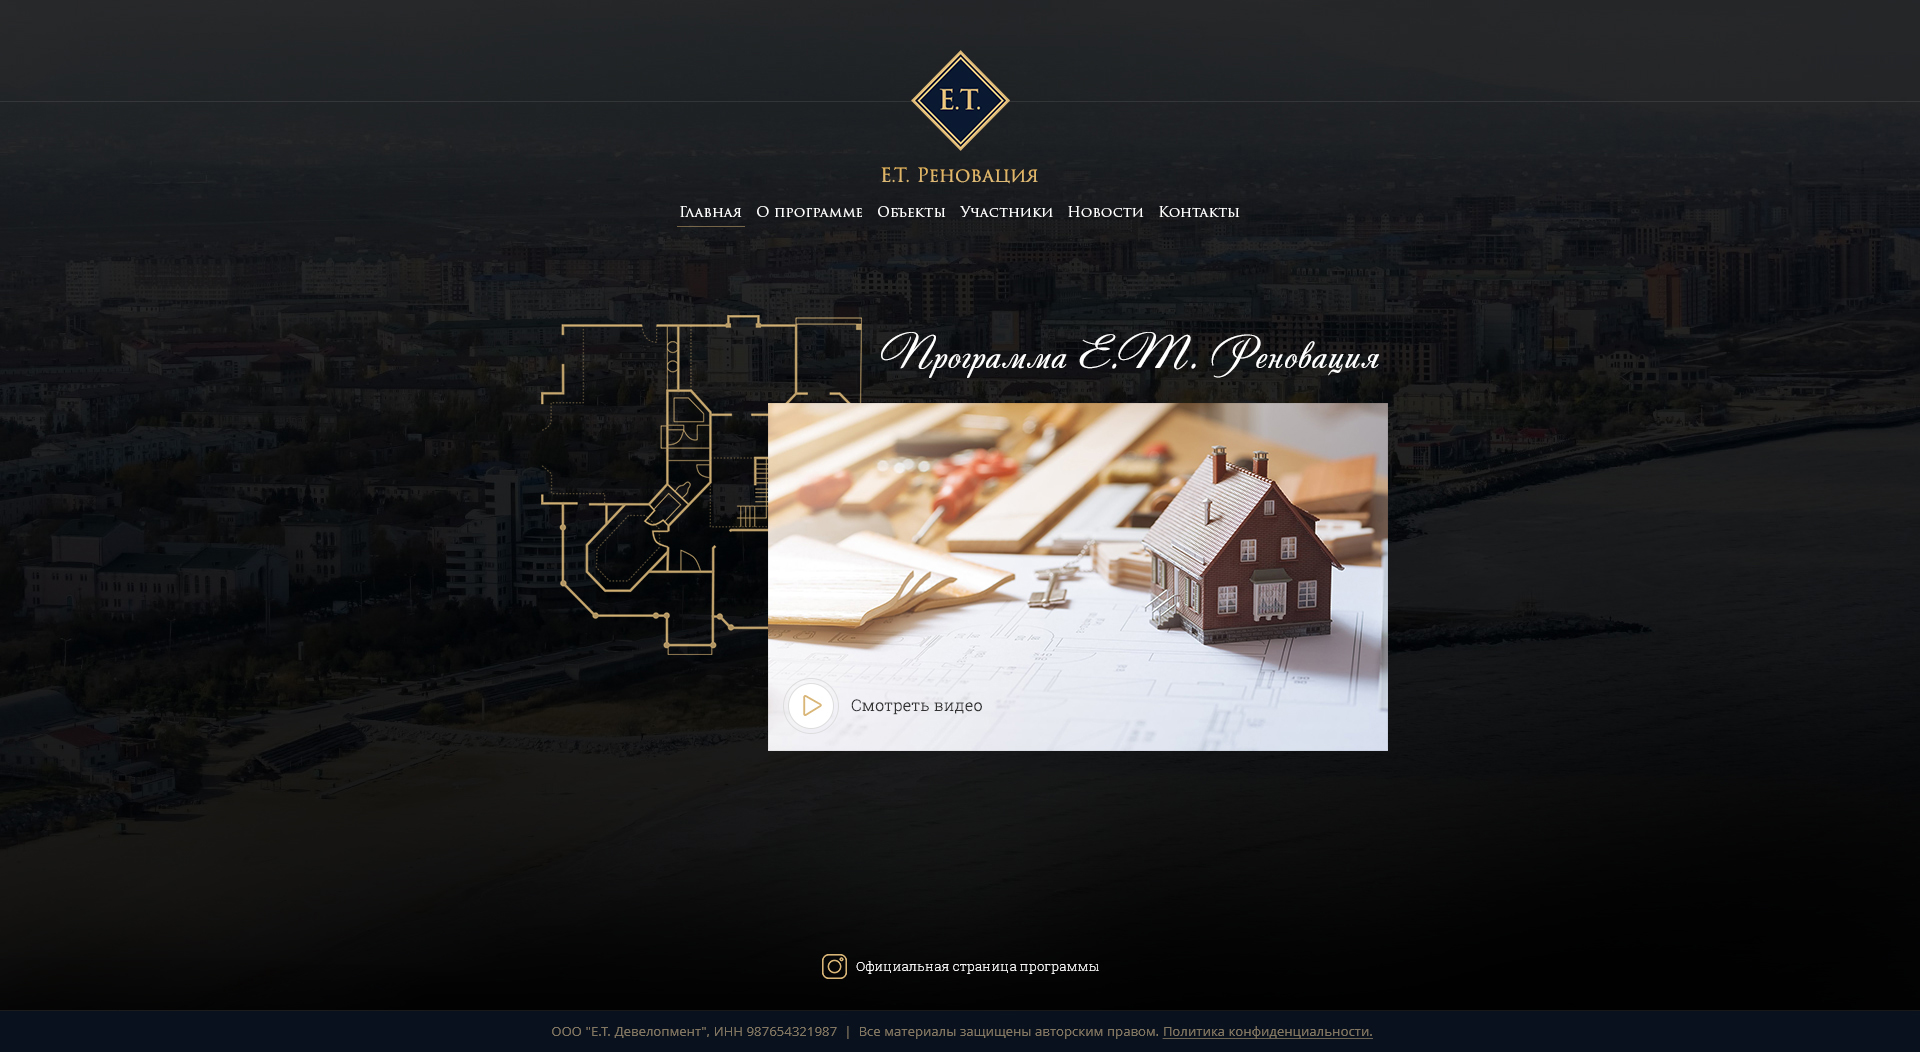 Е.Т.
Е.Т. Реновация
Главная О программе Объекты Участники Новости Контакты
Программа Е.Т. Реновация
Смотреть видео
Официальная страница программы
ООО "Е.Т. Девелопмент", ИНН 987654321987 | Все материалы защищены авторским правом. Политика конфиденциальности.